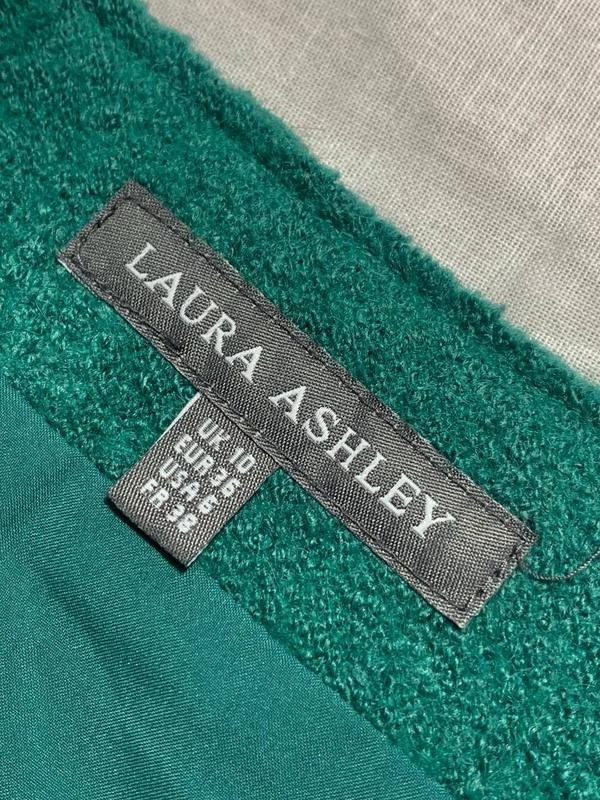 LAURA ASHLEY
UK 10
EUR 36
USA 6
FR 38